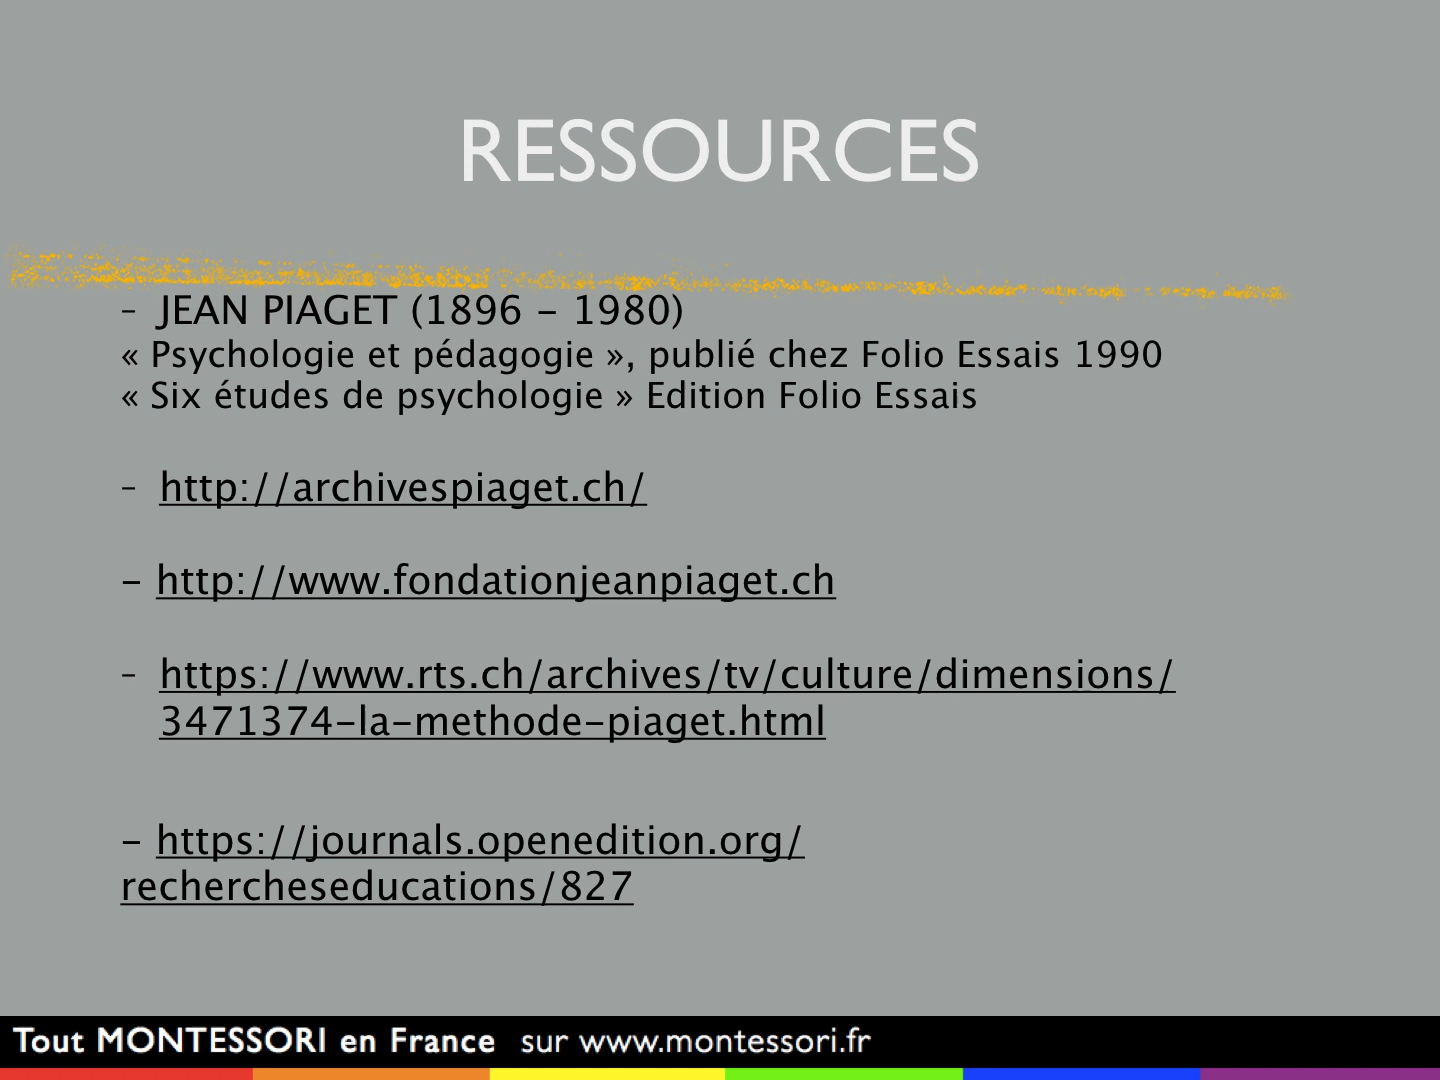 RESSOURCES
- JEAN PIAGET (1896 - 1980)
« Psychologie et pédagogie », publié chez Folio Essais 1990
« Six études de psychologie » Edition Folio Essais
- http://archivespiaget.ch/
- http://www.fondationjeanpiaget.ch
- https://www.rts.ch/archives/tv/culture/dimensions/
3471374-la-methode-piaget.html
- https://journals.openedition.org/
rechercheseducations/827
Tout MONTESSORI en France sur www.montessori.fr